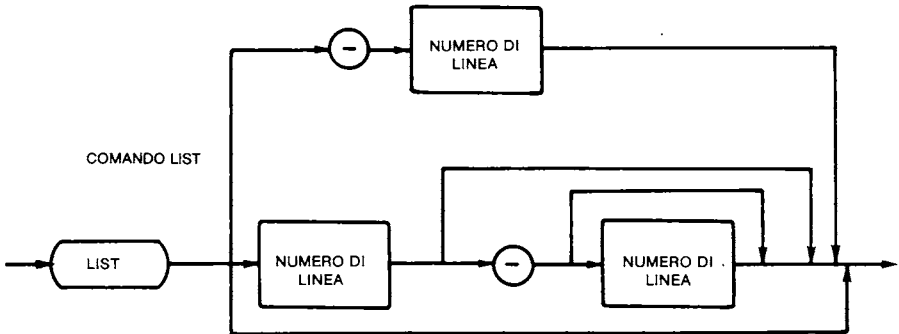 −
NUMERO DI
LINEA
COMANDO LIST
LIST
NUMERO DI
LINEA
−
NUMERO DI
LINEA